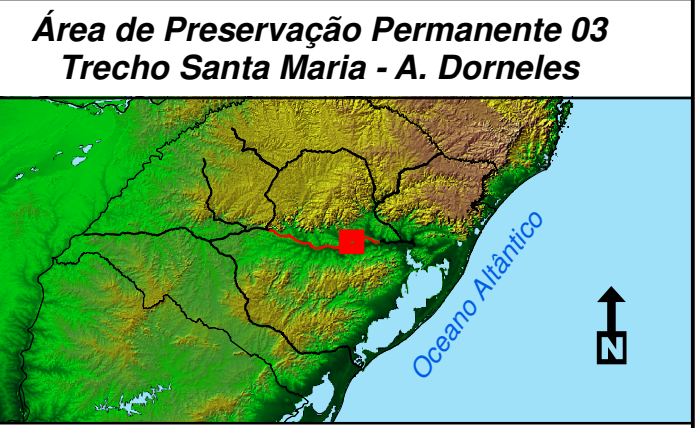 Área de Preservação Permanente 03
Trecho Santa Maria - A. Dorneles
Oceano Altântico
N